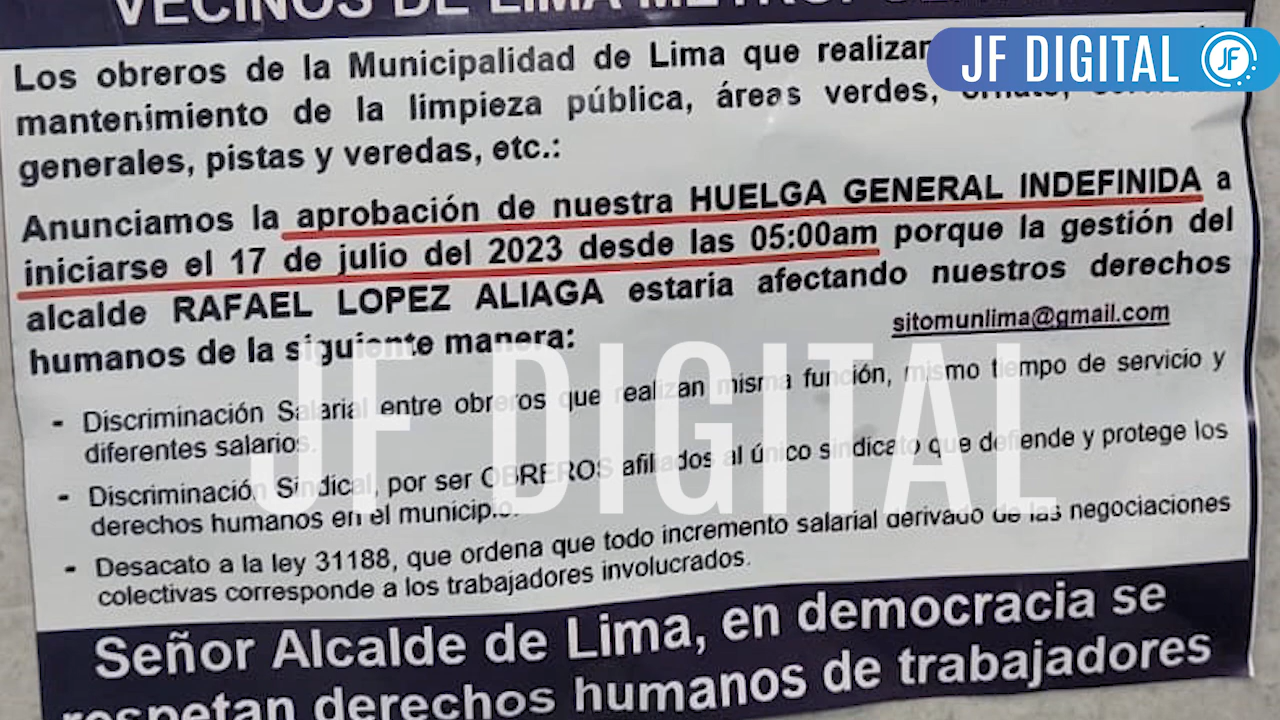 VECINOS DE LIMA
JF DIGITAL JF
Los obreros de la Municipalidad de Lima que realizan
mantenimiento de la limpieza pública, áreas verdes,
generales, pistas y veredas, etc.:
Anunciamos la aprobación de nuestra HUELGA GENERAL INDEFINIDA a
iniciarse el 17 de julio del 2023 desde las 05:00am porque la gestión del
alcalde RAFAEL LOPEZ ALIAGA estaria afectando nuestros derechos
humanos de la siguiente manera:
sitomunlima@gmail.com
JF DIGITAL
- Discriminación Salarial entre obreros que realizan misma función, mismo tiempo de servicio y
diferentes salarios.
- Discriminación Sindical, por ser OBREROS afiliados al único sindicato que defiende y protege los
derechos humanos en el municipio.
- Desacato a la ley 31188, que ordena que todo incremento salarial derivado de las negociaciones
colectivas corresponde a los trabajadores involucrados.
Señor Alcalde de Lima, en democracia se
respetan derechos humanos de trabajadores